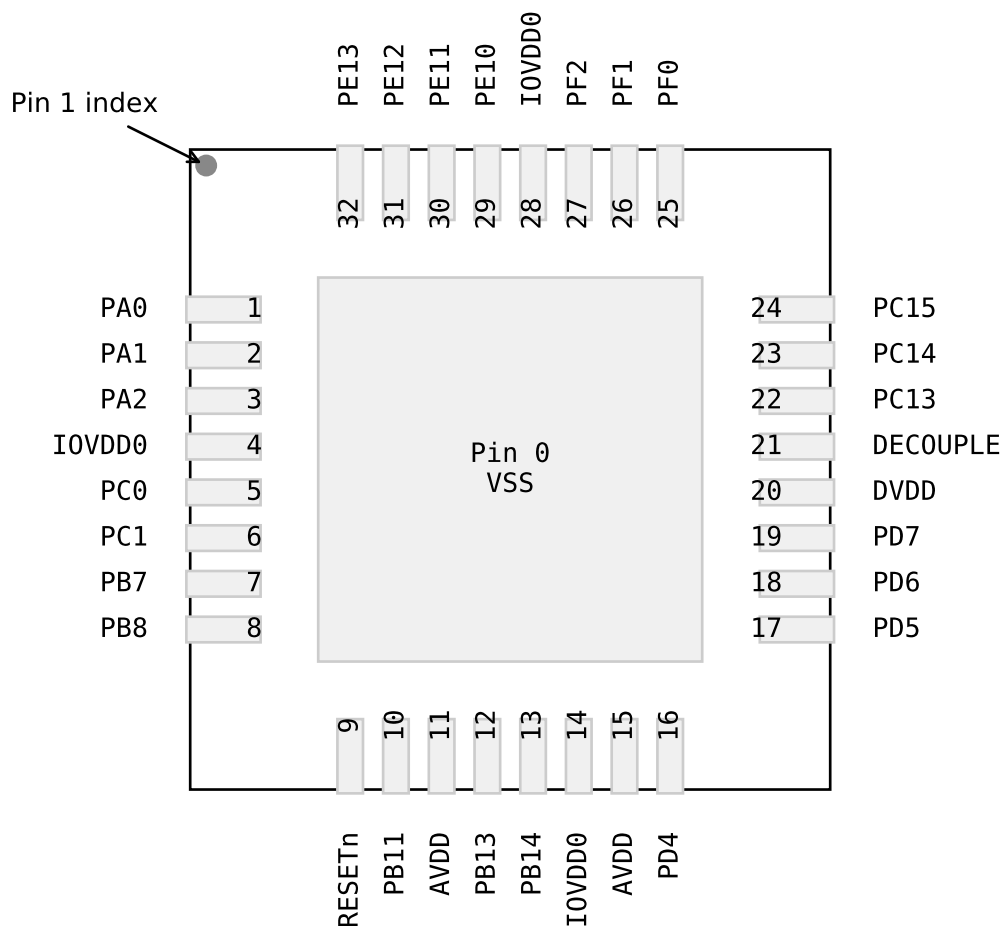 PE13
PE12
PE11
PE10
IOVDD0
PF2
PF1
PF0
Pin 1 index
32
31
30
29
28
27
26
25
PA0 1
PA1 2
PA2 3
IOVDD0 4
PC0 5
PC1 6
PB7 7
PB8 8
Pin 0
VSS
24 PC15
23 PC14
22 PC13
21 DECOUPLE
20 DVDD
19 PD7
18 PD6
17 PD5
9
10
11
12
13
14
15
16
RESETn
PB11
AVDD
PB13
PB14
IOVDD0
AVDD
PD4